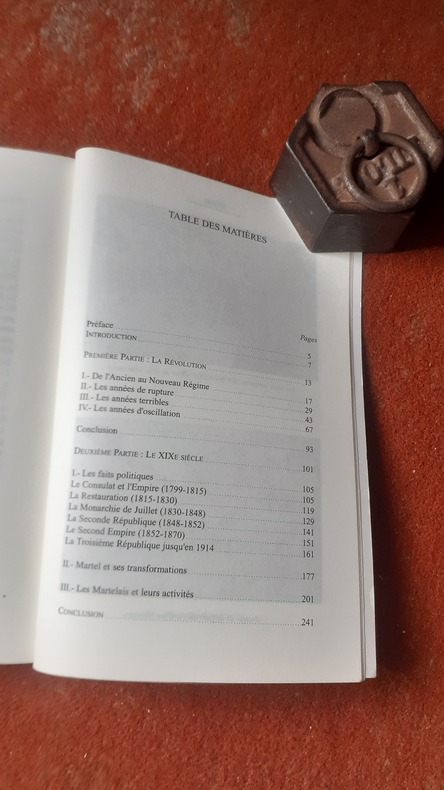 TABLE DES MATIÈRES
Pages
Préface 5
INTRODUCTION 7
PREMIÈRE PARTIE : LA RÉVOLUTION 13
I.- De l'Ancien au Nouveau Régime 17
II.- Les années de rupture 29
III.- Les années terribles 43
IV.- Les années d'oscillation 67
Conclusion 93
DEUXIÈME PARTIE : LE XIXE SIÈCLE 101
I.- Les faits politiques 105
Le Consulat et l'Empire (1799-1815) 105
La Restauration (1815-1830) 119
La Monarchie de Juillet (1830-1848) 129
La Seconde République (1848-1852) 141
Le Second Empire (1852-1870) 151
La Troisième République jusqu'en 1914 161
II.- Martel et ses transformations 177
III.- Les Martelais et leurs activités 201
CONCLUSION 241